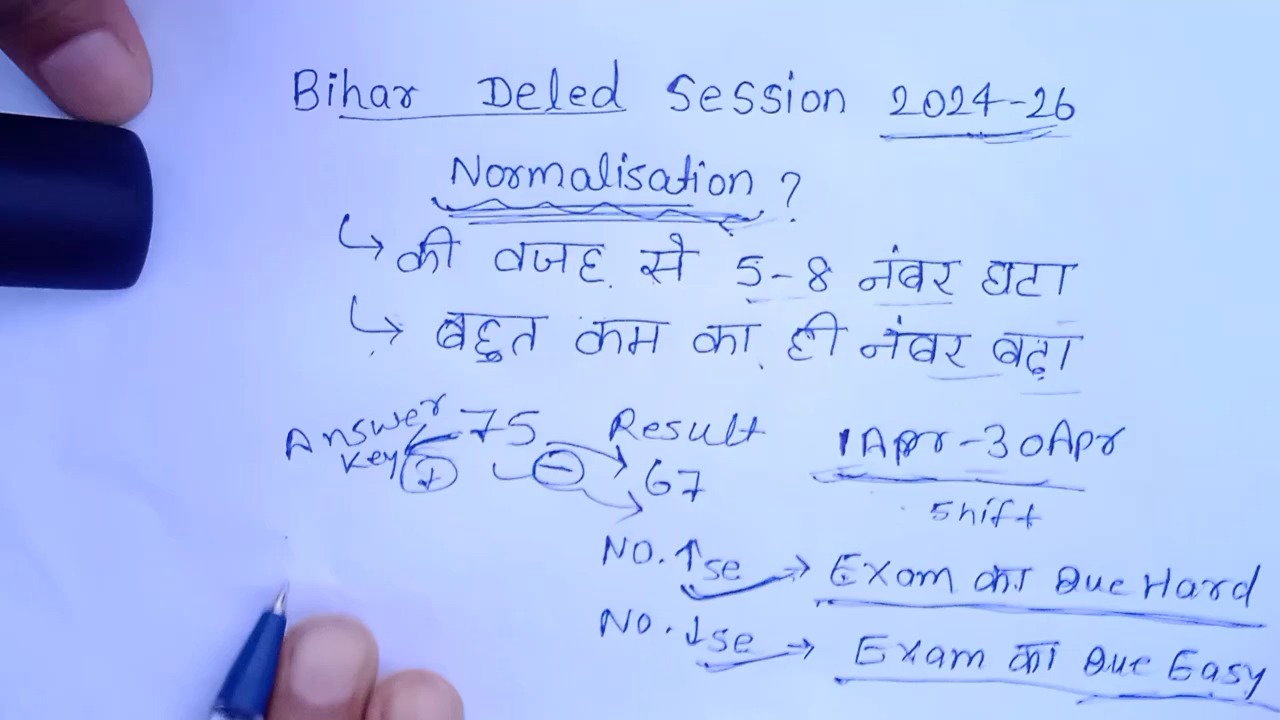 Bihar Deled Session 2024-26
Normalisation ?
↳ की वजह से 5-8 नंबर घटा
↳ बहुत कम का ही नंबर बढ़ा
Answer Key 75 Result 1Apr-30Apr
+ - 67
Shift
NO.↑se → Exam का Que Hard
NO.↓se → Exam का Que Easy